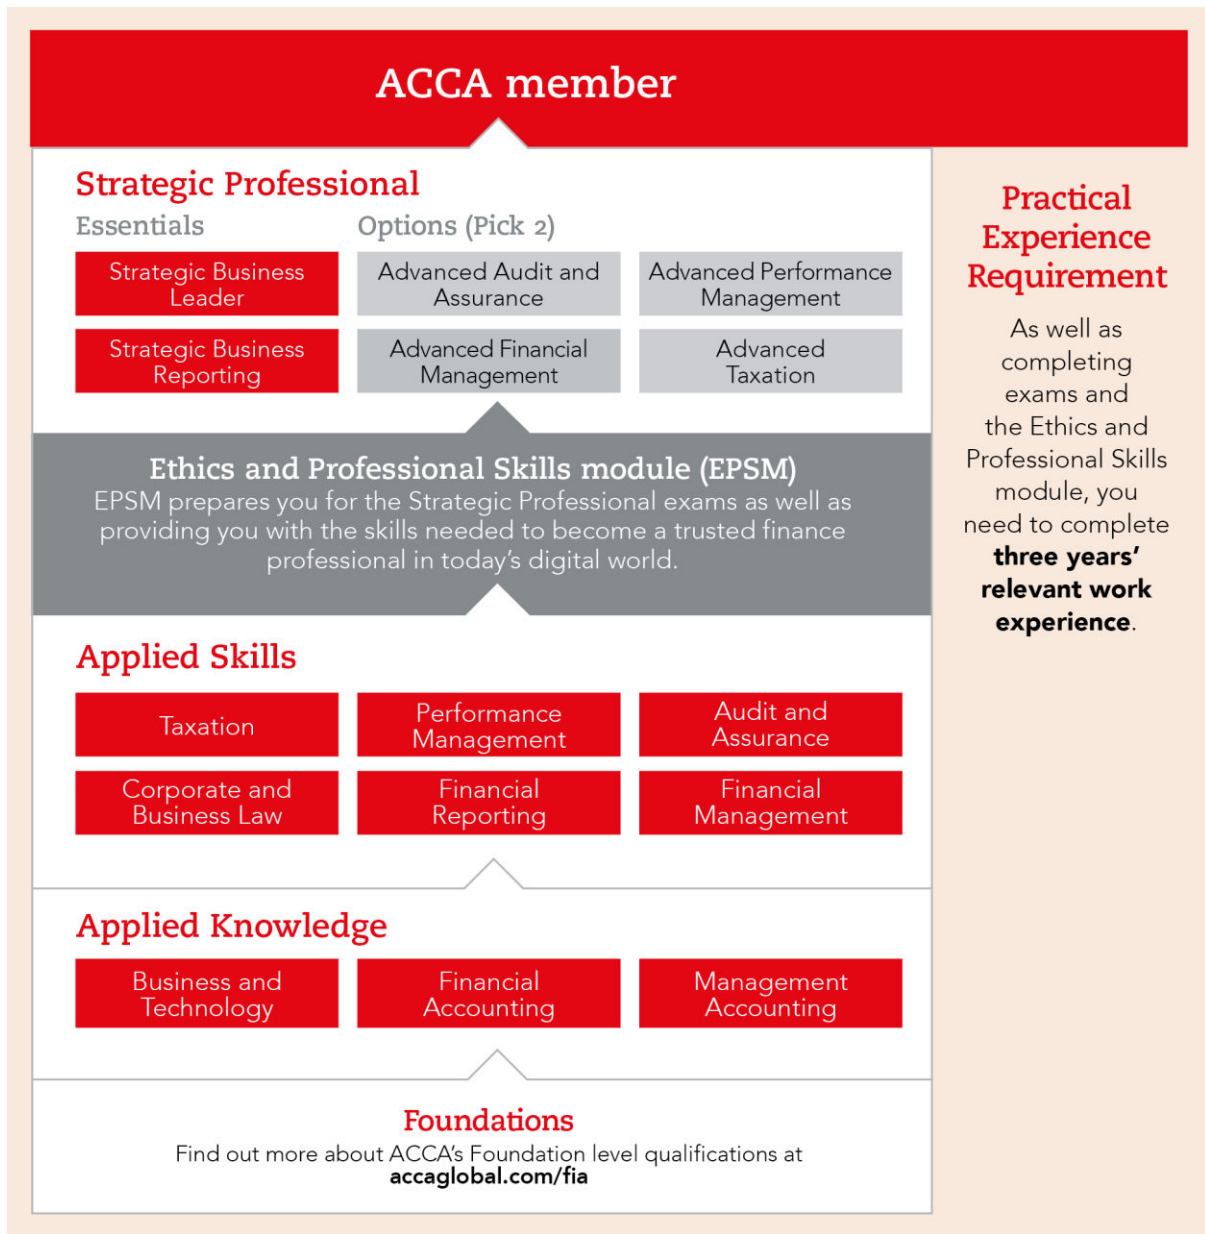 ACCA member
Strategic Professional
Essentials
Options (Pick 2)
Strategic Business
Leader
Advanced Audit and
Assurance
Advanced Performance
Management
Strategic Business
Reporting
Advanced Financial
Management
Advanced
Taxation
Ethics and Professional Skills module (EPSM)
EPSM prepares you for the Strategic Professional exams as well as
providing you with the skills needed to become a trusted finance
professional in today’s digital world.
Applied Skills
Taxation
Performance
Management
Audit and
Assurance
Corporate and
Business Law
Financial
Reporting
Financial
Management
Applied Knowledge
Business and
Technology
Financial
Accounting
Management
Accounting
Foundations
Find out more about ACCA’s Foundation level qualifications at
accaglobal.com/fia
Practical
Experience
Requirement
As well as
completing
exams and
the Ethics and
Professional Skills
module, you
need to complete
three years’
relevant work
experience.